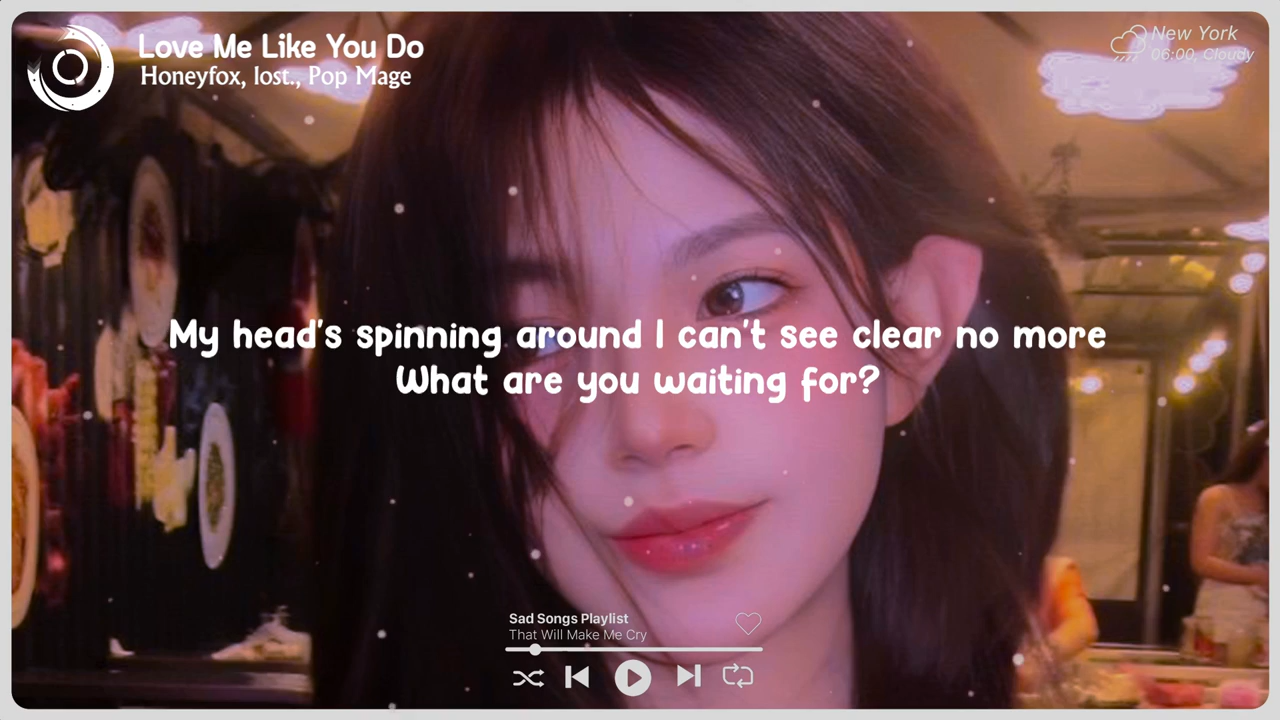 Love Me Like You Do
Honeyfox, lost., Pop Mage
New York
06:00, Cloudy
My head's spinning around I can't see clear no more
What are you waiting for?
Sad Songs Playlist
That Will Make Me Cry